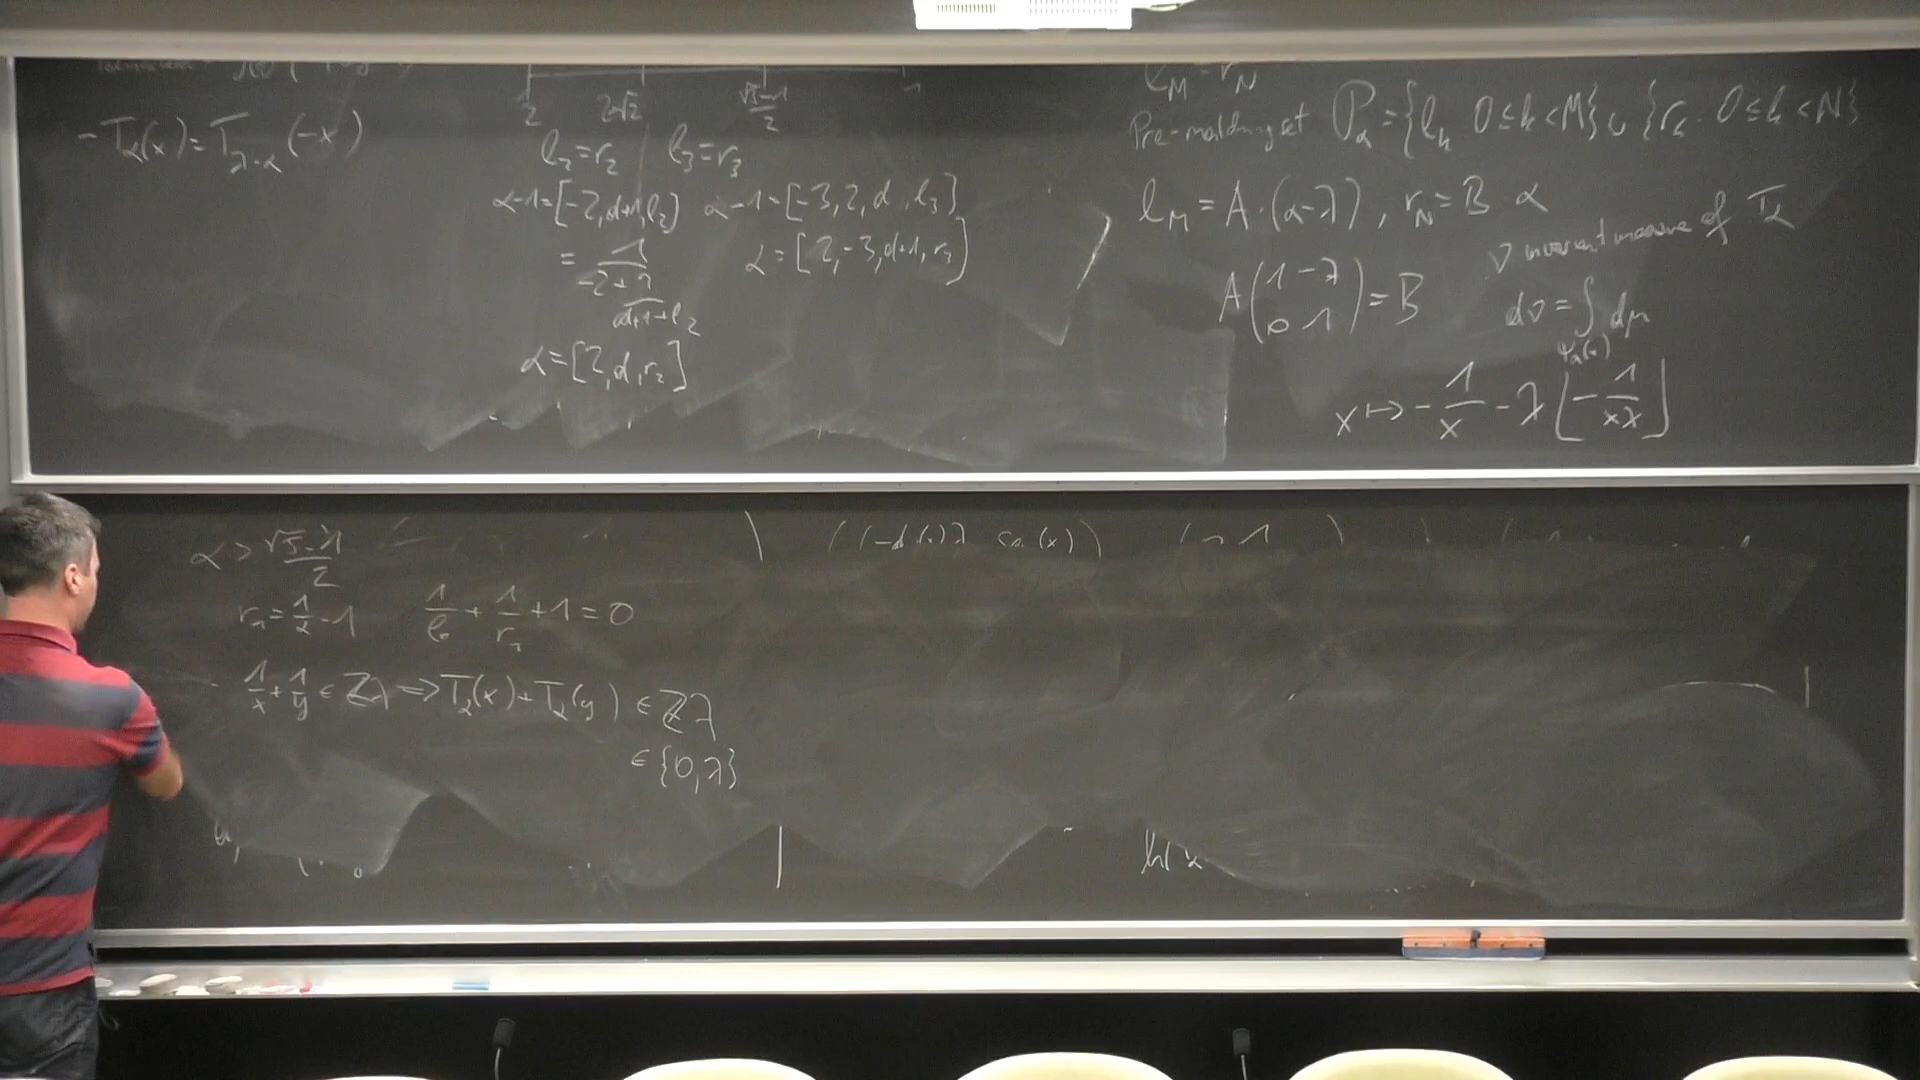 -T_α(x)=T_{λ-α}(-x)
1/2 2-√2 (√5-1)/2 1
l_2=r_2 l_3=r_3
α-1=[-2,d+1,l_2] α-1=[-3,2,d,l_3]
= 1/(-2+1/(d+1+l_2)) α=[2,-3,d+1,r_3]
α=[2,d,r_2]
l_M r_N
Pre-matching set P_α={l_k 0≤k<M}∪{r_k. 0≤k<N}
l_M=A·(α-λ), r_N=B·α
ν invariant measure of T_α
A(1 -λ
0 1)=B
dν=∫_{Ψ_α(x)} dμ
x↦-1/x-λ⌊-1/(xλ)⌋
α>(√5-1)/2
r_1=1/α-1 1/l_0+1/r_1+1=0
1/x+1/y∈Zλ⇒T_α(x)+T_α(y)∈Zλ
∈{0,λ}